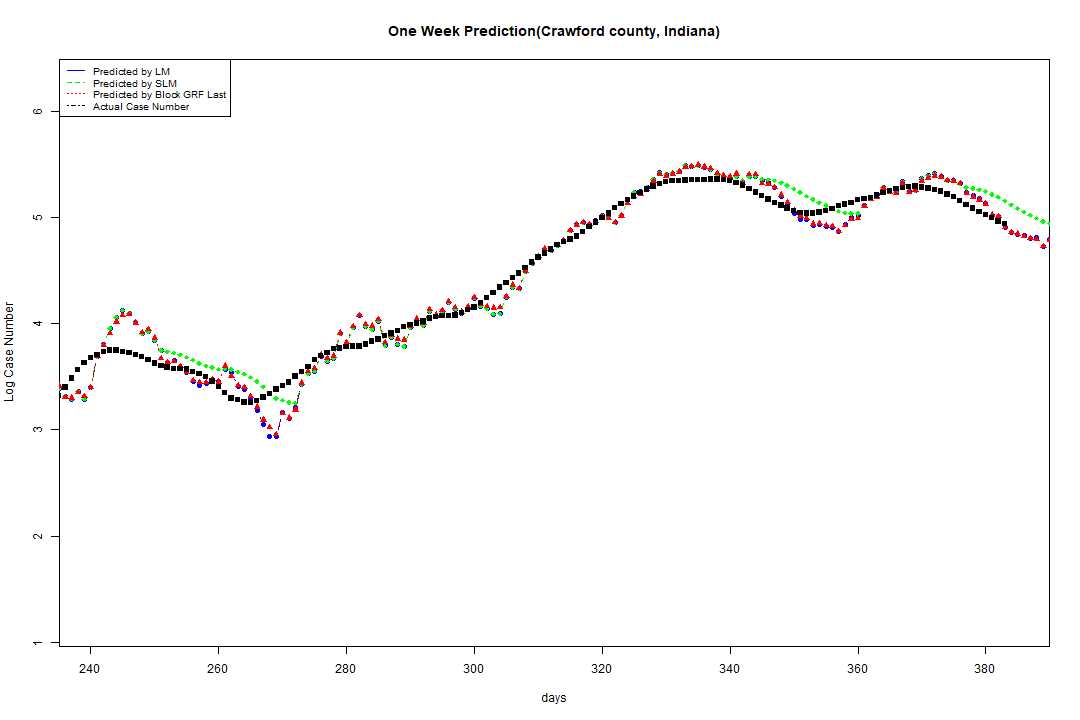 One Week Prediction(Crawford county, Indiana)
Predicted by LM
Predicted by SLM
Predicted by Block GRF Last
Actual Case Number
6
5
4
3
2
1
Log Case Number
240 260 280 300 320 340 360 380
days